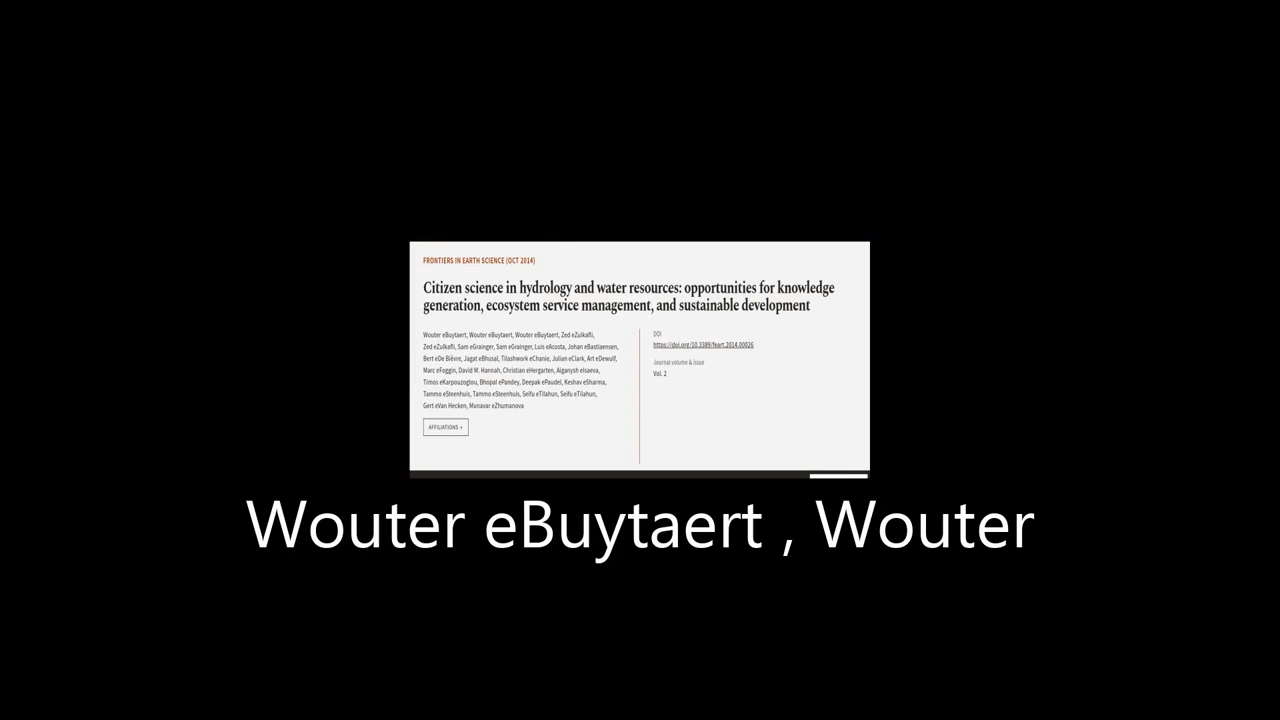 FRONTIERS IN EARTH SCIENCE (OCT 2014)
Citizen science in hydrology and water resources: opportunities for knowledge
generation, ecosystem service management, and sustainable development
Wouter eBuytaert, Wouter eBuytaert, Wouter eBuytaert, Zed eZulkafli,
Zed eZulkafli, Sam eGrainger, Sam eGrainger, Luis eAcosta, Johan eBastiaensen,
Bert eDe Bièvre, Jagat eBhusal, Tilashwork eChanie, Julian eClark, Art eDewulf,
Marc eFoggin, David M. Hannah, Christian eHergarten, Aiganysh eIsaeva,
Timos eKarpouzoglou, Bhopal ePandey, Deepak ePaudel, Keshav eSharma,
Tammo eSteenhuis, Tammo eSteenhuis, Seifu eTilahun, Seifu eTilahun,
Gert eVan Hecken, Munavar eZhumanova
AFFILIATIONS +
DOI
https://doi.org/10.3389/feart.2014.00026
Journal volume & issue
Vol. 2
Wouter eBuytaert , Wouter